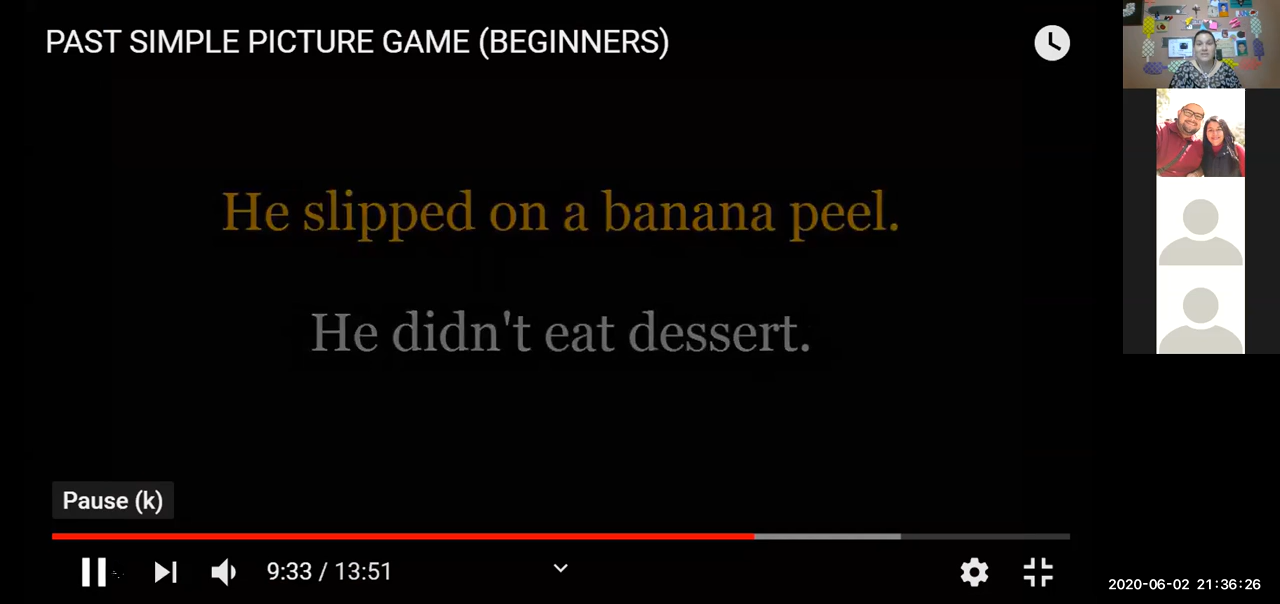 PAST SIMPLE PICTURE GAME (BEGINNERS)
He slipped on a banana peel.
He didn't eat dessert.
Pause (k)
9:33 / 13:51
2020-06-02 21:36:26